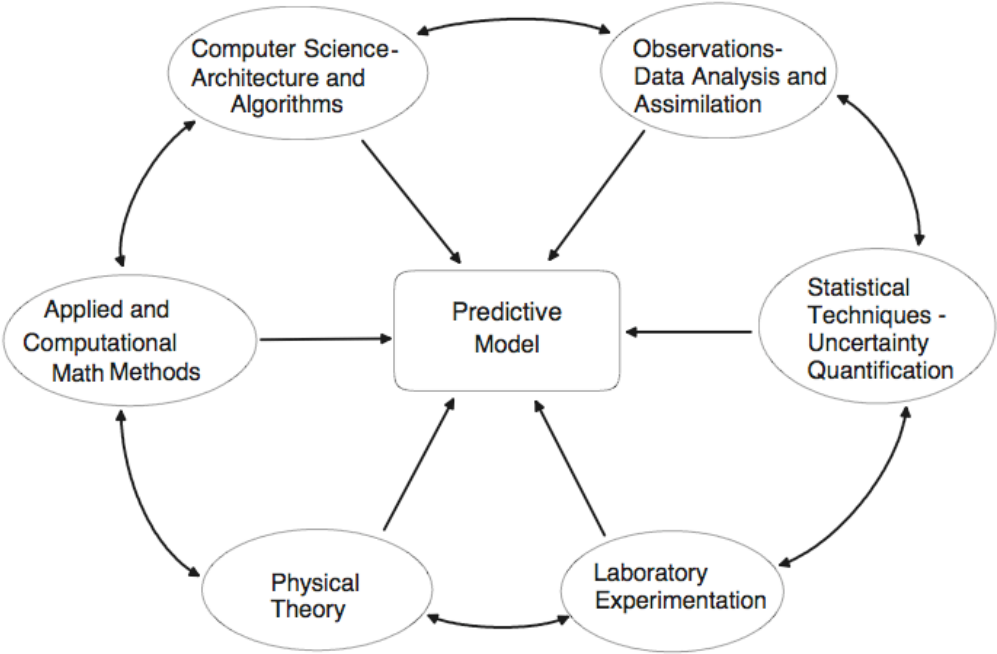 Computer Science-
Architecture and
Algorithms
Observations-
Data Analysis and
Assimilation
Applied and
Computational
Math Methods
Predictive
Model
Statistical
Techniques -
Uncertainty
Quantification
Physical
Theory
Laboratory
Experimentation